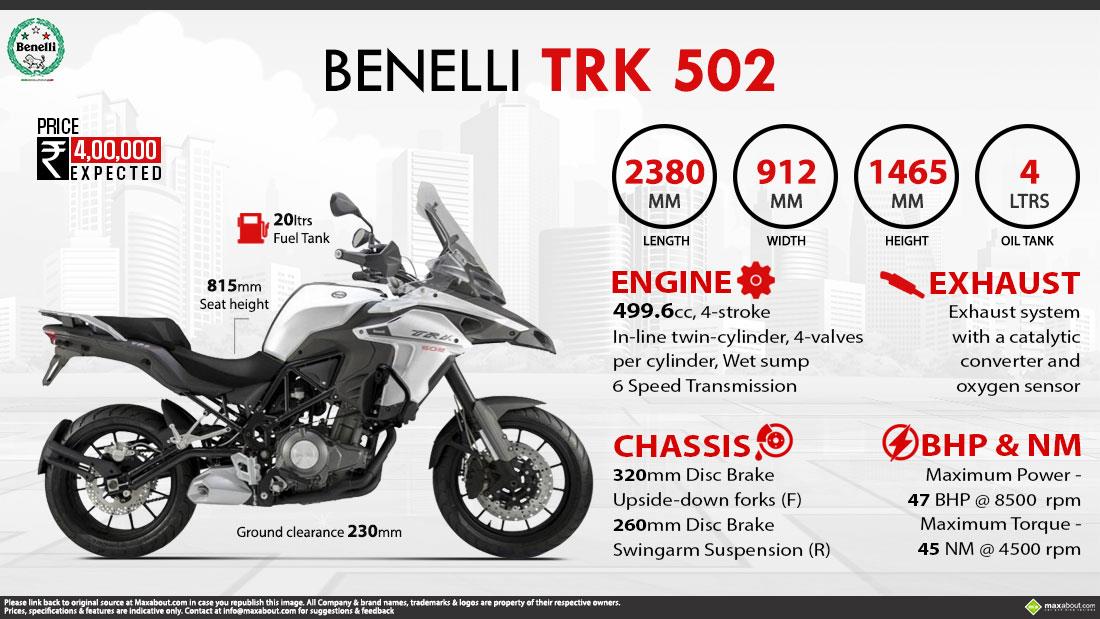 Benelli
BENELLI TRK 502
PRICE
₹ 4,00,000
EXPECTED
2380
MM
LENGTH
912
MM
WIDTH
1465
MM
HEIGHT
4
LTRS
OIL TANK
20ltrs
Fuel Tank
815mm
Seat height
TRK
502
Ground clearance 230mm
ENGINE
499.6cc, 4-stroke
In-line twin-cylinder, 4-valves
per cylinder, Wet sump
6 Speed Transmission
EXHAUST
Exhaust system
with a catalytic
converter and
oxygen sensor
CHASSIS
320mm Disc Brake
Upside-down forks (F)
260mm Disc Brake
Swingarm Suspension (R)
BHP & NM
Maximum Power -
47 BHP @ 8500 rpm
Maximum Torque -
45 NM @ 4500 rpm
Please link back to original source at Maxabout.com in case you republish this image. All Company & brand names, trademarks & logos are property of their respective owners.
Prices, specifications & features are indicative only. Contact at info@maxabout.com for suggestions & feedback
maxabout.com